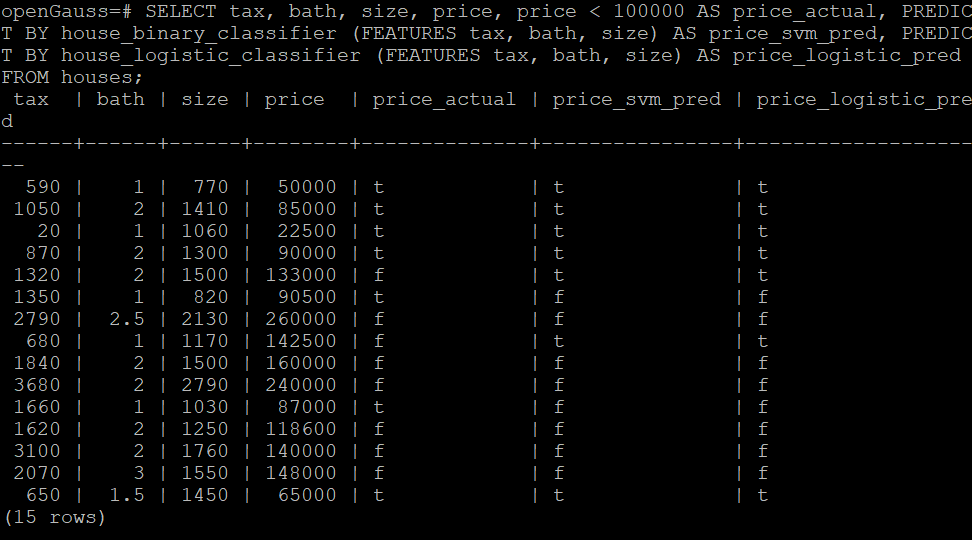 openGauss=# SELECT tax, bath, size, price, price < 100000 AS price_actual, PREDIC
T BY house_binary_classifier (FEATURES tax, bath, size) AS price_svm_pred, PREDIC
T BY house_logistic_classifier (FEATURES tax, bath, size) AS price_logistic_pred
FROM houses;
 tax  | bath | size | price  | price_actual | price_svm_pred | price_logistic_pre
d
------+------+------+--------+--------------+----------------+-------------------
--
  590 |    1 |  770 |  50000 | t            | t              | t
 1050 |    2 | 1410 |  85000 | t            | t              | t
   20 |    1 | 1060 |  22500 | t            | t              | t
  870 |    2 | 1300 |  90000 | t            | t              | t
 1320 |    2 | 1500 | 133000 | f            | t              | t
 1350 |    1 |  820 |  90500 | t            | f              | f
 2790 |  2.5 | 2130 | 260000 | f            | f              | f
  680 |    1 | 1170 | 142500 | f            | t              | t
 1840 |    2 | 1500 | 160000 | f            | f              | f
 3680 |    2 | 2790 | 240000 | f            | f              | f
 1660 |    1 | 1030 |  87000 | t            | f              | f
 1620 |    2 | 1250 | 118600 | f            | f              | f
 3100 |    2 | 1760 | 140000 | f            | f              | f
 2070 |    3 | 1550 | 148000 | f            | f              | f
  650 |  1.5 | 1450 |  65000 | t            | t              | t
(15 rows)